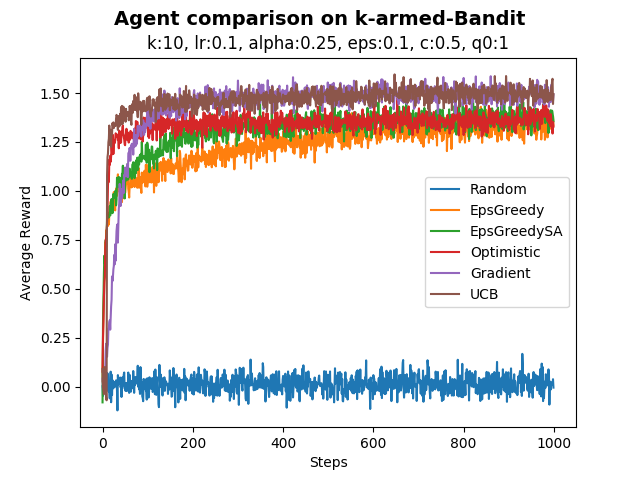 Agent comparison on k-armed-Bandit
k:10, lr:0.1, alpha:0.25, eps:0.1, c:0.5, q0:1
Average Reward
1.50
1.25
1.00
0.75
0.50
0.25
0.00
Random
EpsGreedy
EpsGreedySA
Optimistic
Gradient
UCB
0 200 400 600 800 1000
Steps